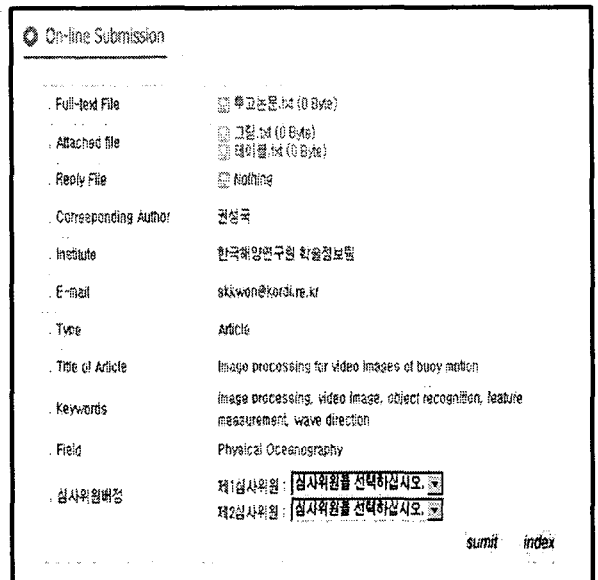 On-line Submission
. Full-text File 투고논문.txt (0 Byte)
. Attached file 그림.txt (0 Byte)
테이블.txt (0 Byte)
. Reply File Nothing
. Corresponding Author 권성국
. Institute 한국해양연구원 학술정보팀
. E-mail skkwon@kordi.re.kr
. Type Article
. Title of Article Image processing for video images of buoy motion
. Keywords image processing, video image, object recognition, feature
measurement, wave direction
. Field Physical Oceanography
. 심사위원배정 제1심사위원 : 심사위원를 선택하십시오.
제2심사위원 : 심사위원를 선택하십시오.
sumit index